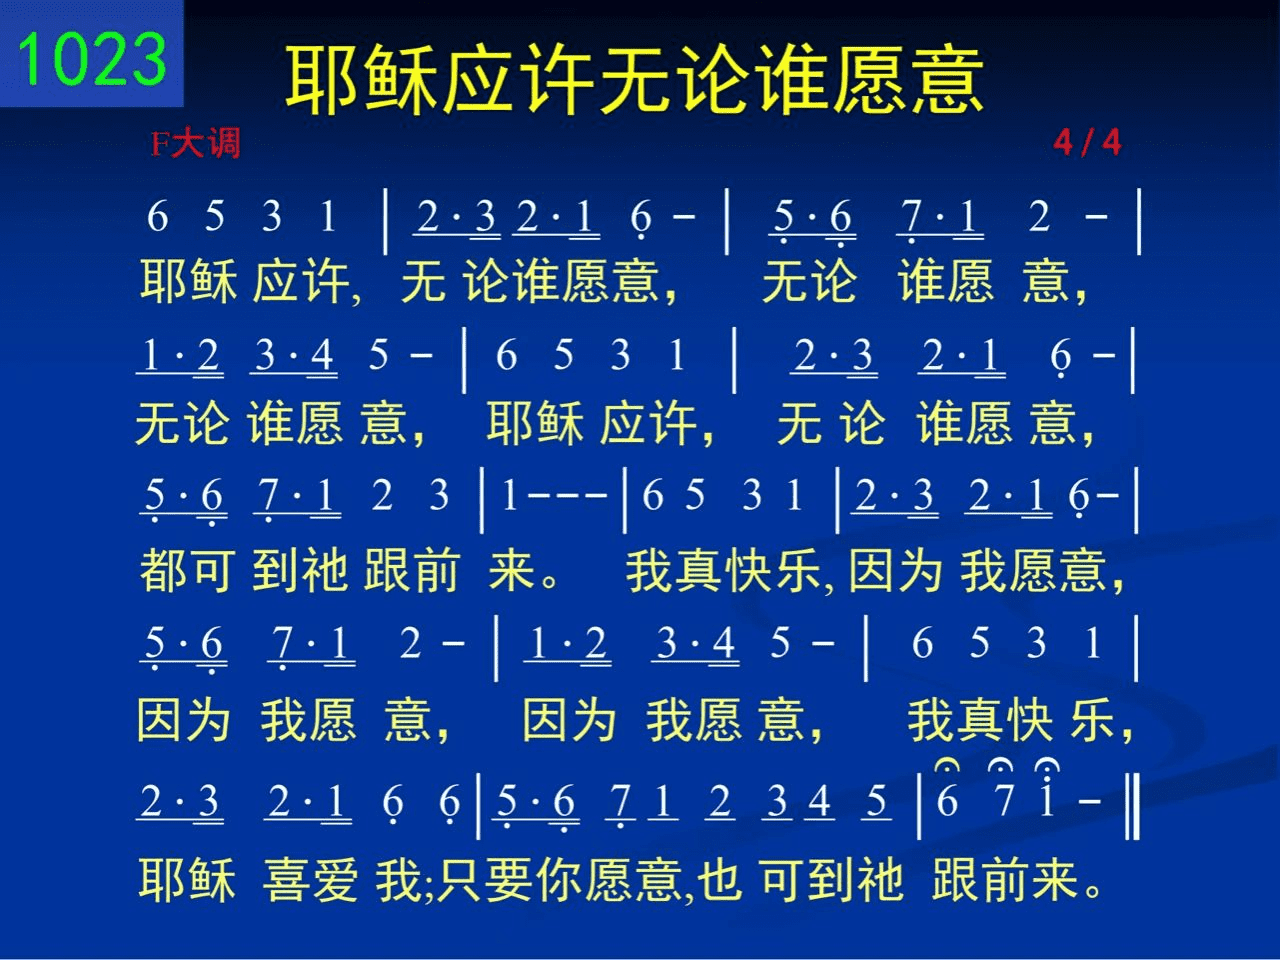 1023
耶稣应许无论谁愿意
F大调 4/4
6 5 3 1 | 2·3 2·1 6 - | 5·6 7·1 2 - |
耶稣 应许, 无 论谁愿意， 无论 谁愿 意，
1·2 3·4 5 - | 6 5 3 1 | 2·3 2·1 6 - |
无论 谁愿 意， 耶稣 应许， 无 论 谁愿 意，
5·6 7·1 2 3 | 1--- | 6 5 3 1 | 2·3 2·1 6- |
都可 到祂 跟前 来。 我真快乐, 因为 我愿意，
5·6 7·1 2 - | 1·2 3·4 5 - | 6 5 3 1 |
因为 我愿 意， 因为 我愿 意， 我真快 乐，
2·3 2·1 6 6 | 5·6 7 1 2 3 4 5 | 6 7 i - ‖
耶稣 喜爱 我;只要你愿意,也 可到祂 跟前来。